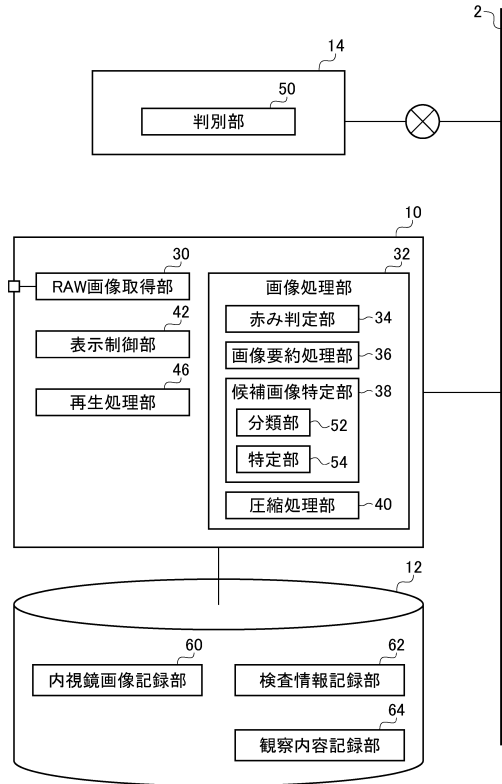 2
14
50
判別部
10
30
RAW画像取得部
42
表示制御部
46
再生処理部
32
画像処理部
赤み判定部
34
画像要約処理部
36
候補画像特定部
38
分類部
52
特定部
54
圧縮処理部
40
12
60
内視鏡画像記録部
62
検査情報記録部
64
観察内容記録部